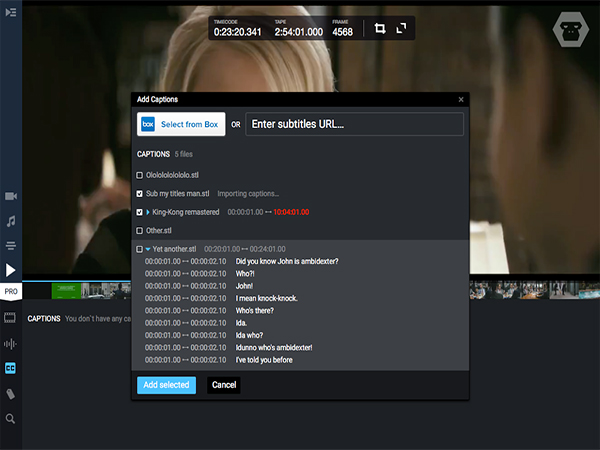 TIMECODE TAPE FRAME
0:23:20.341 2:54:01.000 4568
Add Captions
box Select from Box OR Enter subtitles URL...
CAPTIONS 5 files
Olololololololo.stl
Sub my titles man.stl Importing captions...
King-Kong remastered 00:00:01.00 ↔ 10:04:01.00
Other.stl
Yet another.stl 00:20:01.00 ↔ 00:24:01.00
00:00:01.00 ↔ 00:00:02.10 Did you know John is ambidexter?
00:00:01.00 ↔ 00:00:02.10 Who?!
00:00:01.00 ↔ 00:00:02.10 John!
00:00:01.00 ↔ 00:00:02.10 I mean knock-knock.
00:00:01.00 ↔ 00:00:02.10 Who's there?
00:00:01.00 ↔ 00:00:02.10 Ida.
00:00:01.00 ↔ 00:00:02.10 Ida who?
00:00:01.00 ↔ 00:00:02.10 Idunno who's ambidexter!
00:00:01.00 ↔ 00:00:02.10 I've told you before
Add selected Cancel
PRO
CAPTIONS You don't have any ca
CC